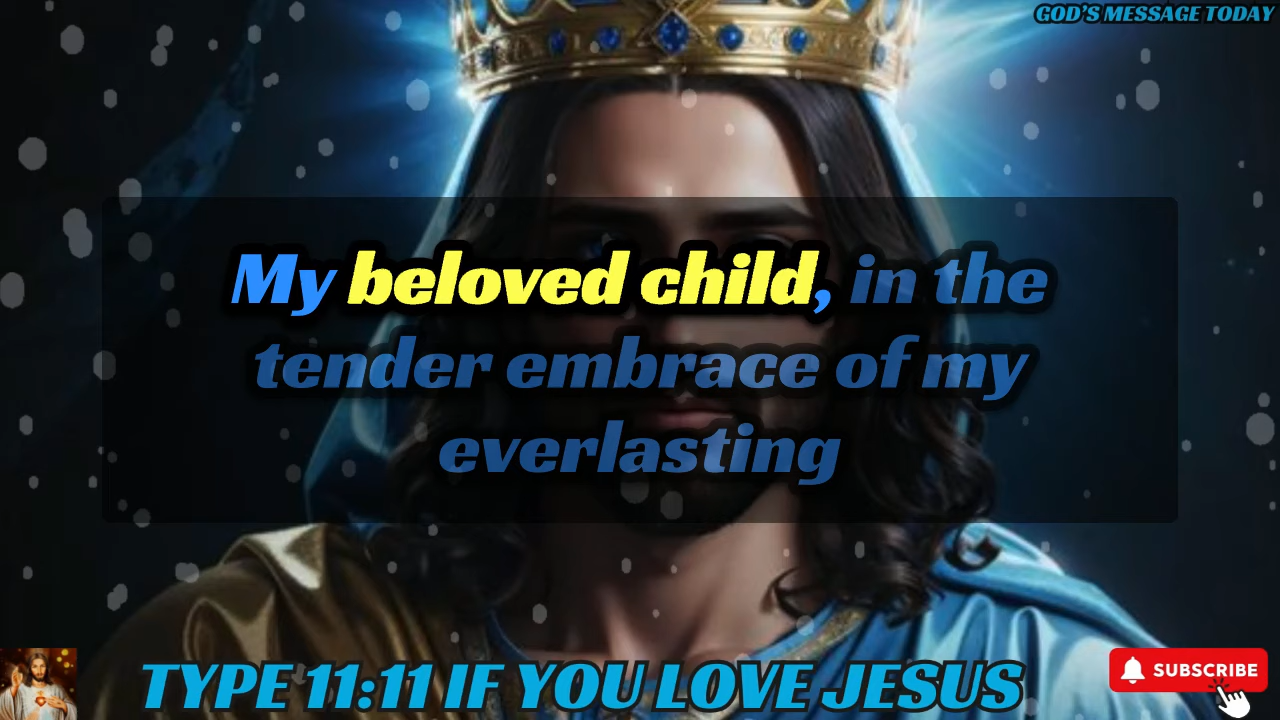 GOD'S MESSAGE TODAY
My beloved child, in the
tender embrace of my
everlasting
TYPE 11:11 IF YOU LOVE JESUS
SUBSCRIBE